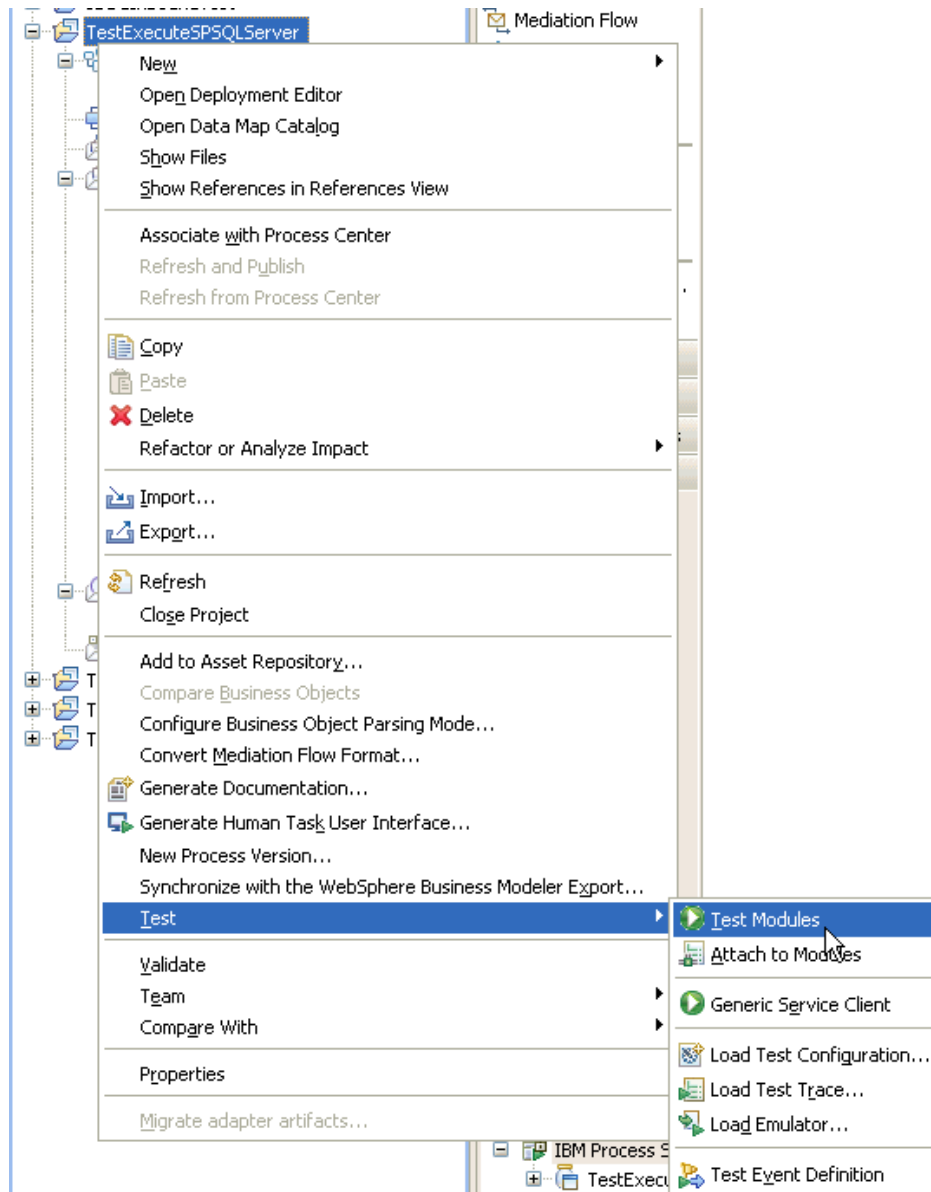 TestExecuteSPSQLServer
Mediation Flow
New
Open Deployment Editor
Open Data Map Catalog
Show Files
Show References in References View
Associate with Process Center
Refresh and Publish
Refresh from Process Center
Copy
Paste
Delete
Refactor or Analyze Impact
Import...
Export...
Refresh
Close Project
Add to Asset Repository...
T
Compare Business Objects
T
Configure Business Object Parsing Mode...
T
Convert Mediation Flow Format...
Generate Documentation...
Generate Human Task User Interface...
New Process Version...
Synchronize with the WebSphere Business Modeler Export...
Test
Test Modules
Attach to Modules
Validate
Team
Generic Service Client
Compare With
Load Test Configuration...
Properties
Load Test Trace...
Migrate adapter artifacts...
Load Emulator...
IBM Process S
TestExecu
Test Event Definition